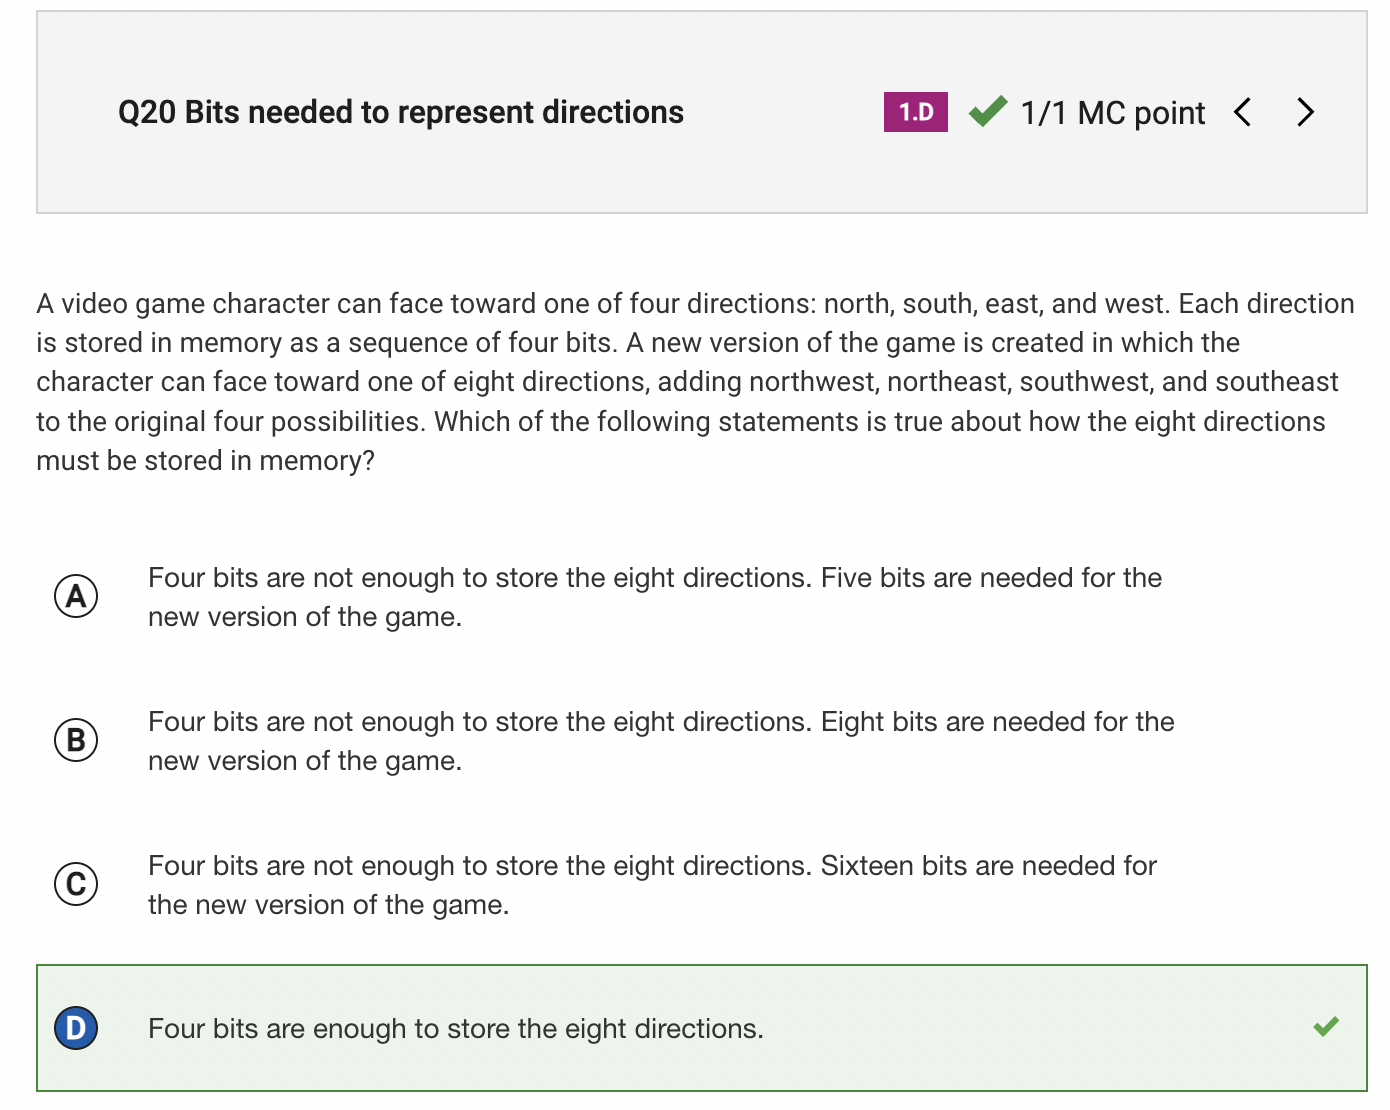 Q20 Bits needed to represent directions
1.D
1/1 MC point
A video game character can face toward one of four directions: north, south, east, and west. Each direction
is stored in memory as a sequence of four bits. A new version of the game is created in which the
character can face toward one of eight directions, adding northwest, northeast, southwest, and southeast
to the original four possibilities. Which of the following statements is true about how the eight directions
must be stored in memory?
A
Four bits are not enough to store the eight directions. Five bits are needed for the
new version of the game.
B
Four bits are not enough to store the eight directions. Eight bits are needed for the
new version of the game.
C
Four bits are not enough to store the eight directions. Sixteen bits are needed for
the new version of the game.
D
Four bits are enough to store the eight directions.